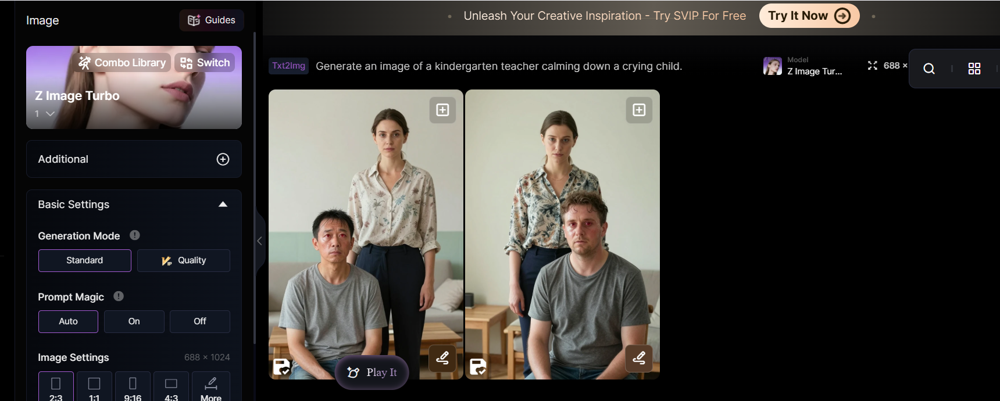 Image
Guides
Combo Library
Switch
Z Image Turbo
1
Additional
Basic Settings
Generation Mode
Standard
VIP Quality
Prompt Magic
Auto
On
Off
Image Settings
688 × 1024
2:3
1:1
9:16
4:3
More
Unleash Your Creative Inspiration - Try SVIP For Free
Try It Now
Txt2Img
Generate an image of a kindergarten teacher calming down a crying child.
Model
Z Image Tur...
688 ×
Play It